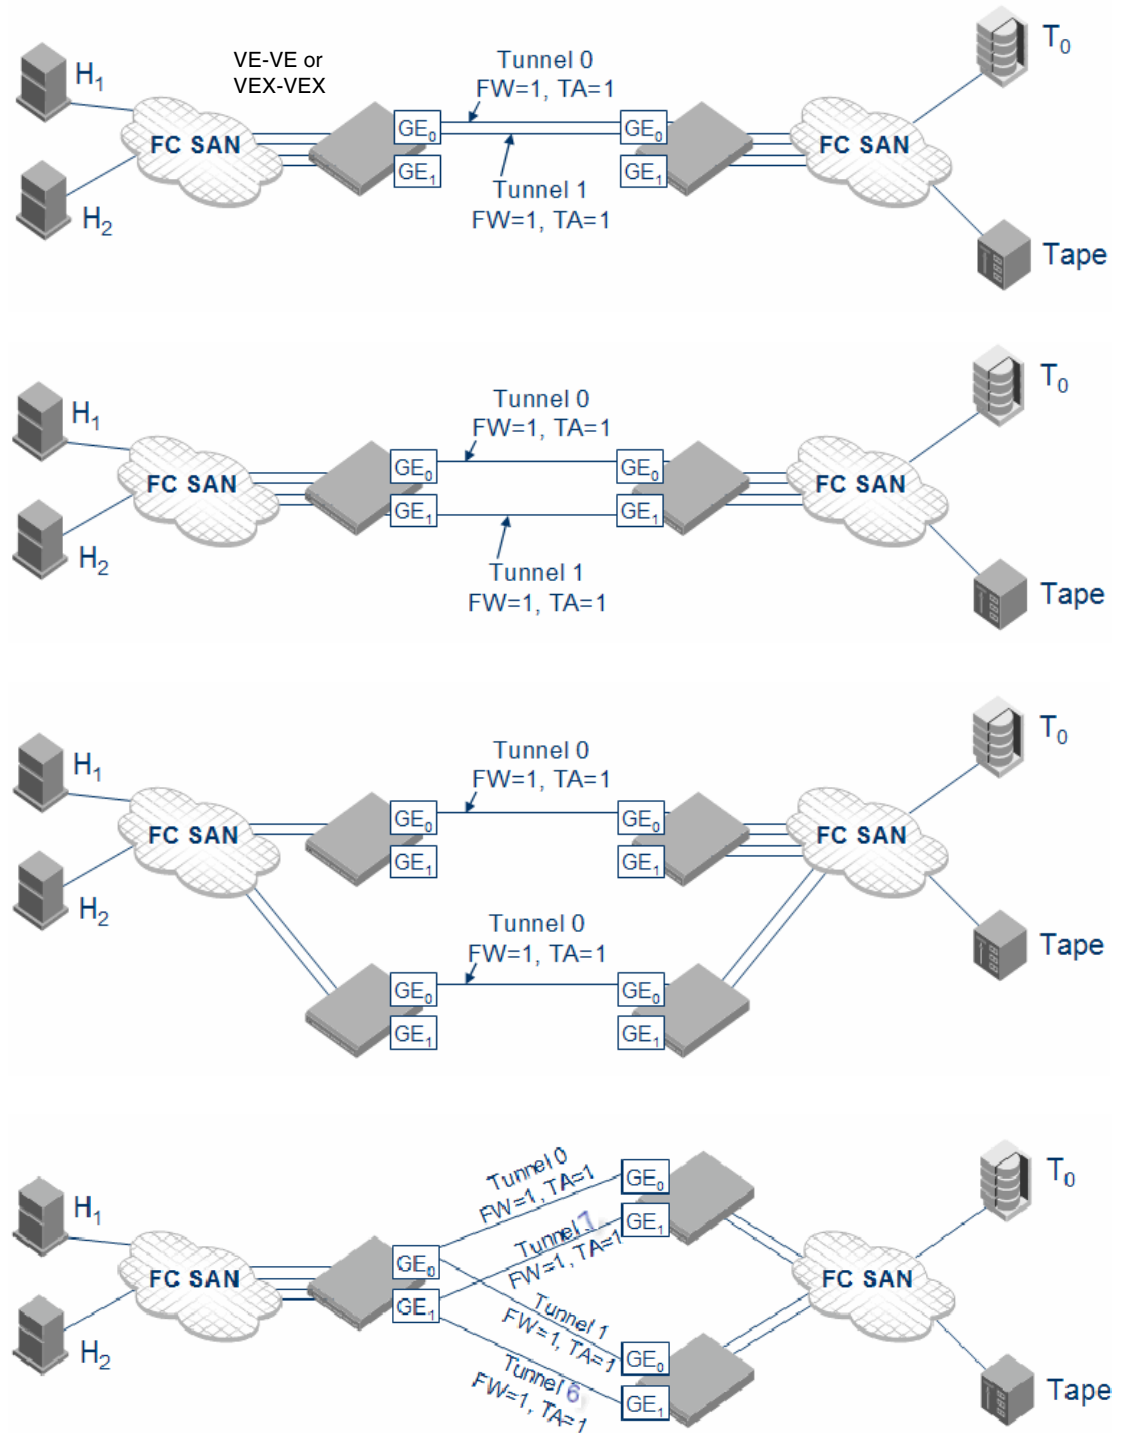 VE-VE or
VEX-VEX
Tunnel 0
FW=1, TA=1
H1
T0
GE0
GE0
FC SAN
FC SAN
GE1
GE1
Tunnel 1
FW=1, TA=1
H2
Tape
Tunnel 0
FW=1, TA=1
H1
T0
GE0
GE0
FC SAN
FC SAN
GE1
GE1
Tunnel 1
FW=1, TA=1
H2
Tape
Tunnel 0
FW=1, TA=1
H1
T0
GE0
GE0
FC SAN
FC SAN
GE1
GE1
H2
Tunnel 0
FW=1, TA=1
Tape
GE0
GE0
GE1
GE1
Tunnel 0
FW=1, TA=1
GE0
T0
H1
Tunnel 7
FW=1, TA=1
GE1
FC SAN
GE0
FC SAN
GE1
Tunnel 1
FW=1, TA=1
GE0
H2
Tunnel 6
FW=1, TA=1
GE1
Tape